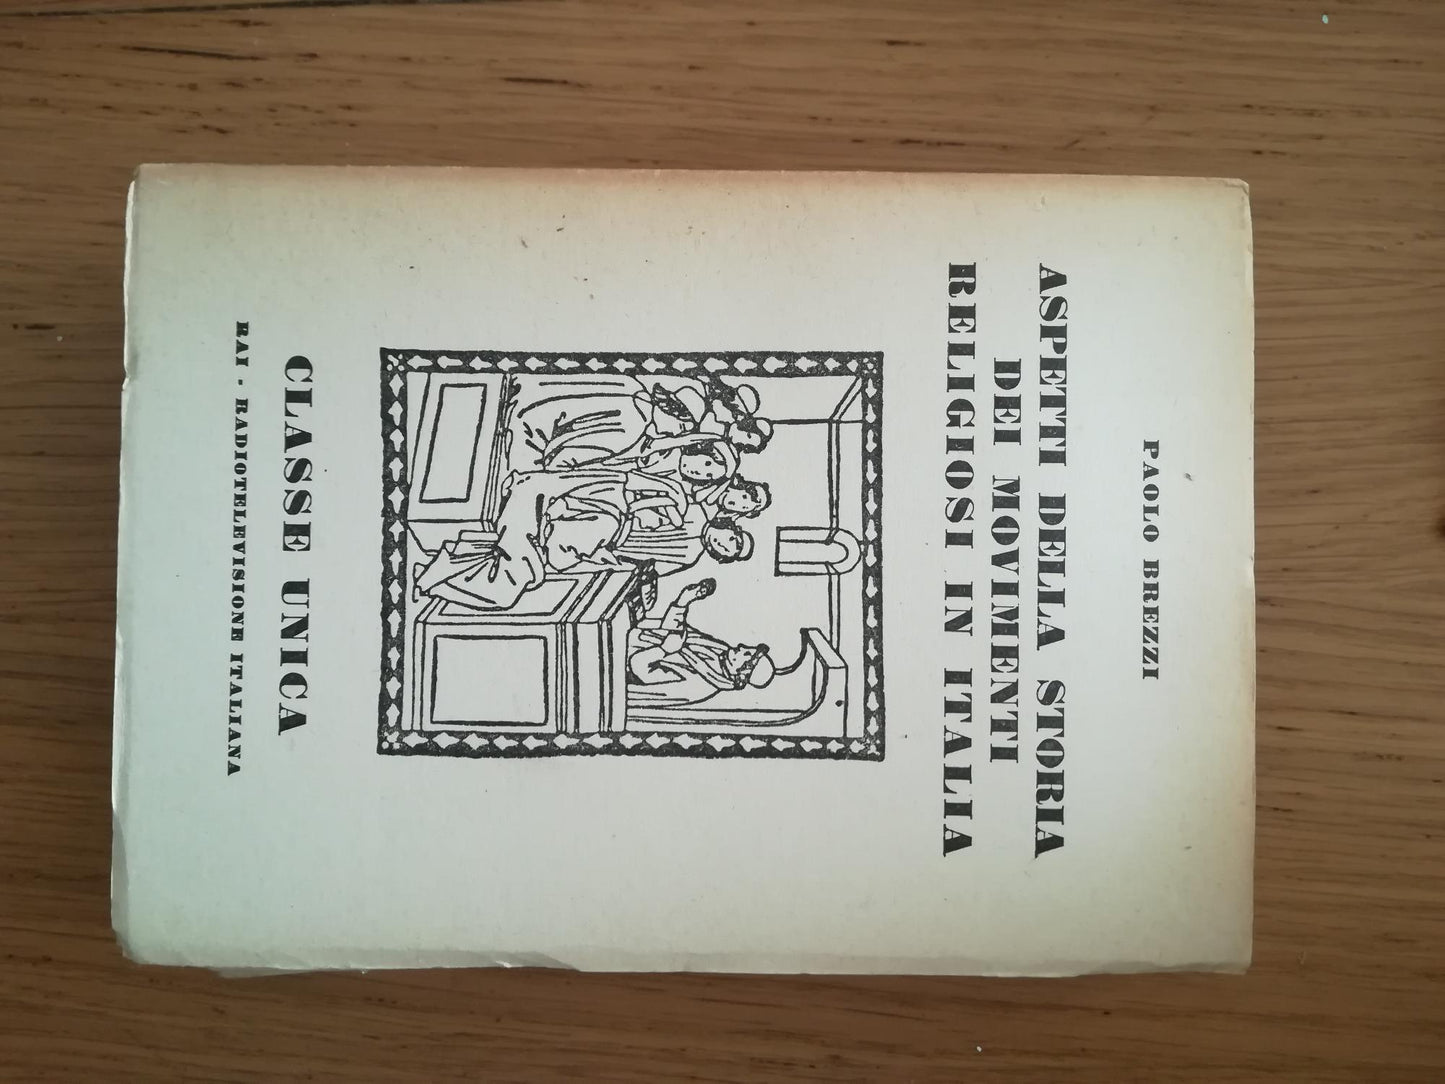 PAOLO BREZZI
ASPETTI DELLA STORIA
DEI MOVIMENTI
RELIGIOSI IN ITALIA
CLASSE UNICA
RAI - RADIOTELEVISIONE ITALIANA